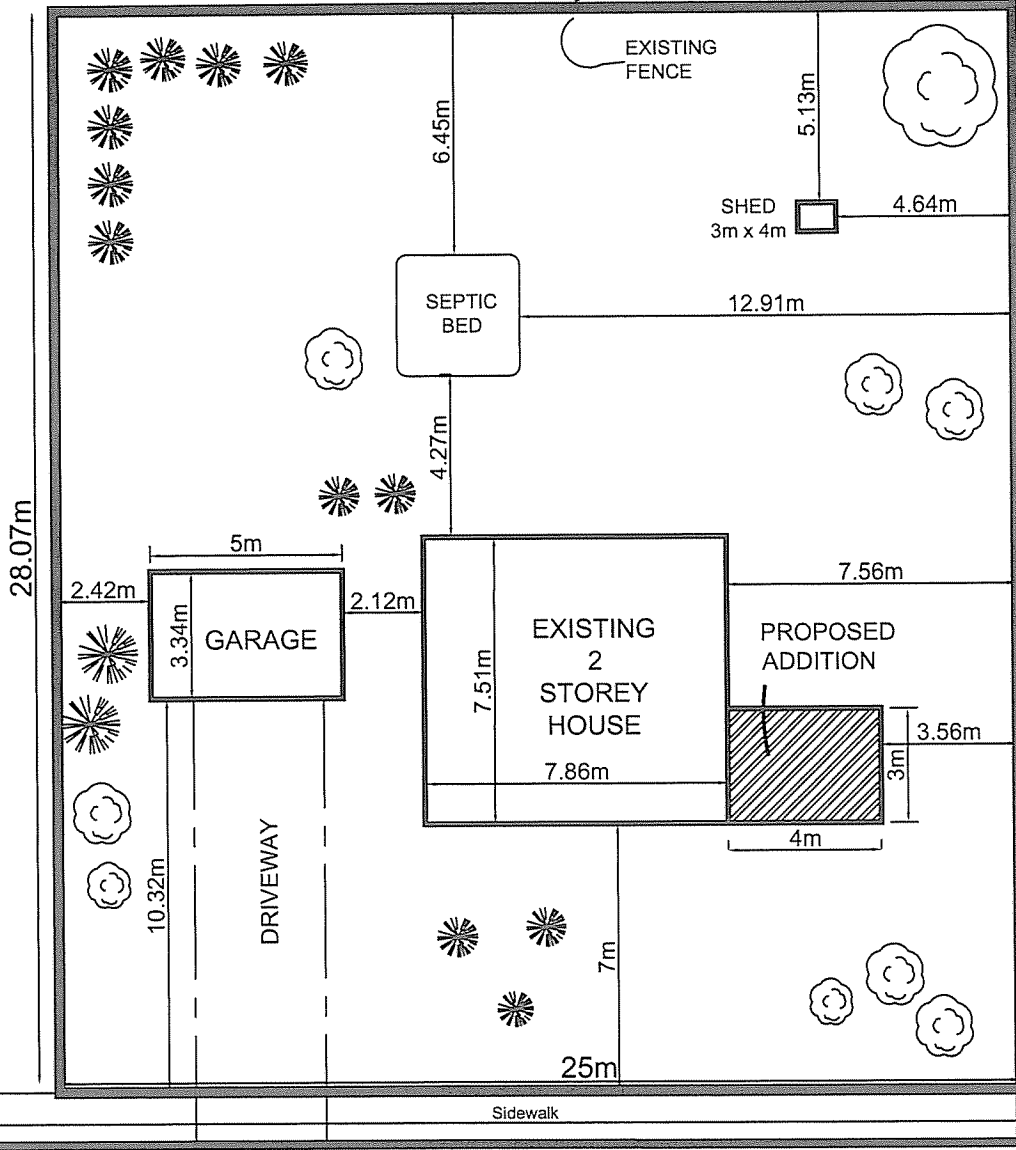 EXISTING
FENCE
6.45m
5.13m
SHED
3m x 4m
4.64m
SEPTIC
BED
12.91m
4.27m
28.07m
5m
2.42m
3.34m
GARAGE
2.12m
7.51m
EXISTING
2
STOREY
HOUSE
7.86m
7.56m
PROPOSED
ADDITION
3.56m
3m
4m
10.32m
DRIVEWAY
7m
25m
Sidewalk